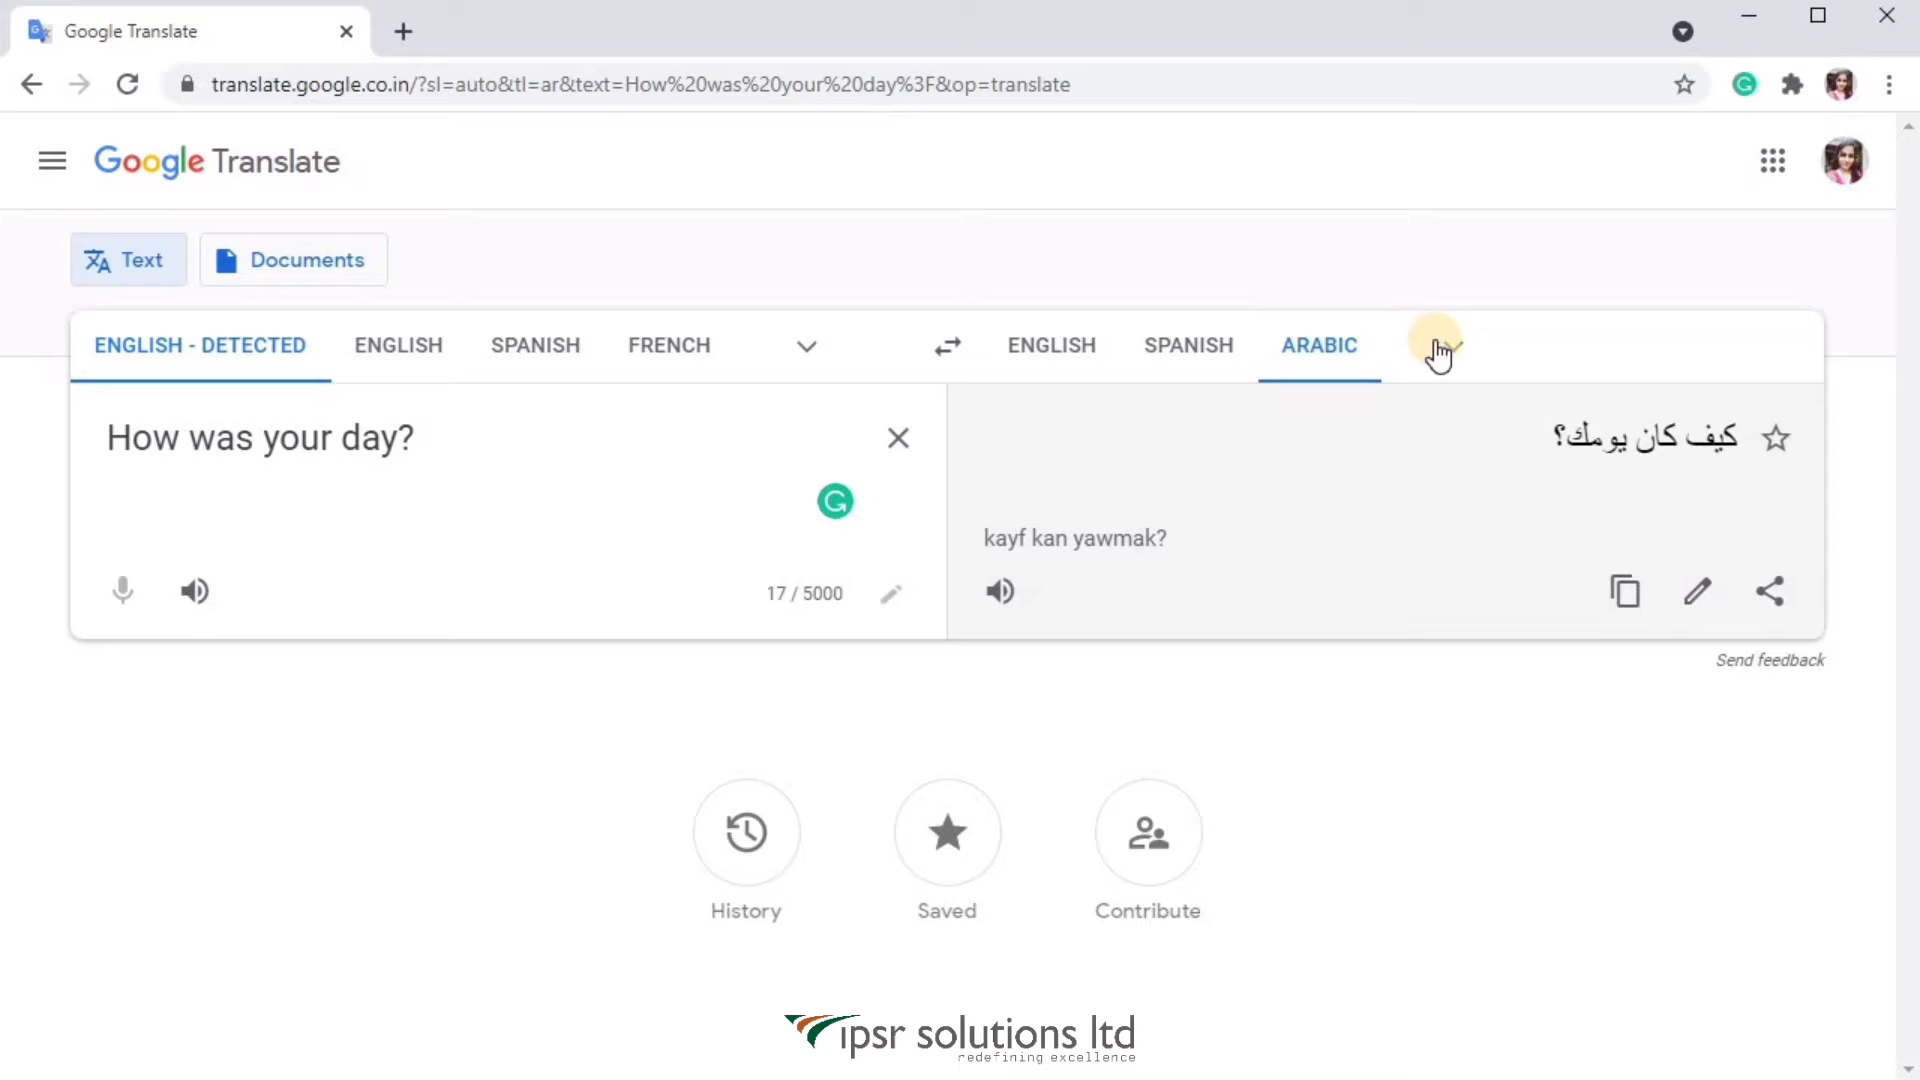 Google Translate
translate.google.co.in/?sl=auto&tl=ar&text=How%20was%20your%20day%3F&op=translate
Google Translate
Text
Documents
ENGLISH - DETECTED ENGLISH SPANISH FRENCH ENGLISH SPANISH ARABIC
How was your day?
كيف كان يومك؟
kayf kan yawmak?
17 / 5000
Send feedback
History Saved Contribute
ipsr solutions ltd
redefining excellence